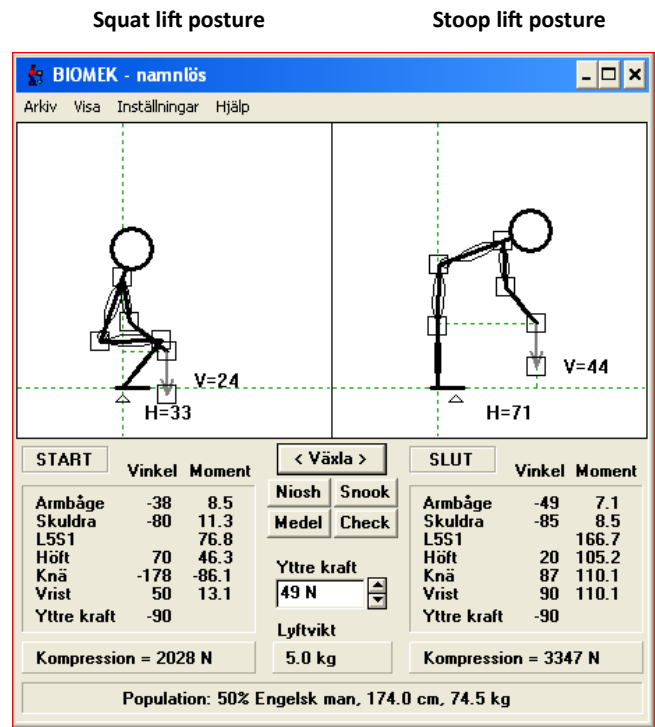 Squat lift posture Stoop lift posture
BIOMEK - namnlös
Arkiv Visa Inställningar Hjälp
V=24
H=33
V=44
H=71
START
Vinkel Moment
Armbåge -38 8.5
Skuldra -80 11.3
L5S1 76.8
Höft 70 46.3
Knä -178 -86.1
Vrist 50 13.1
Yttre kraft -90
Kompression = 2028 N
< Växla >
Niosh Snook
Medel Check
Yttre kraft
49 N
Lyftvikt
5.0 kg
SLUT
Vinkel Moment
Armbåge -49 7.1
Skuldra -85 8.5
L5S1 166.7
Höft 20 105.2
Knä 87 110.1
Vrist 90 110.1
Yttre kraft -90
Kompression = 3347 N
Population: 50% Engelsk man, 174.0 cm, 74.5 kg